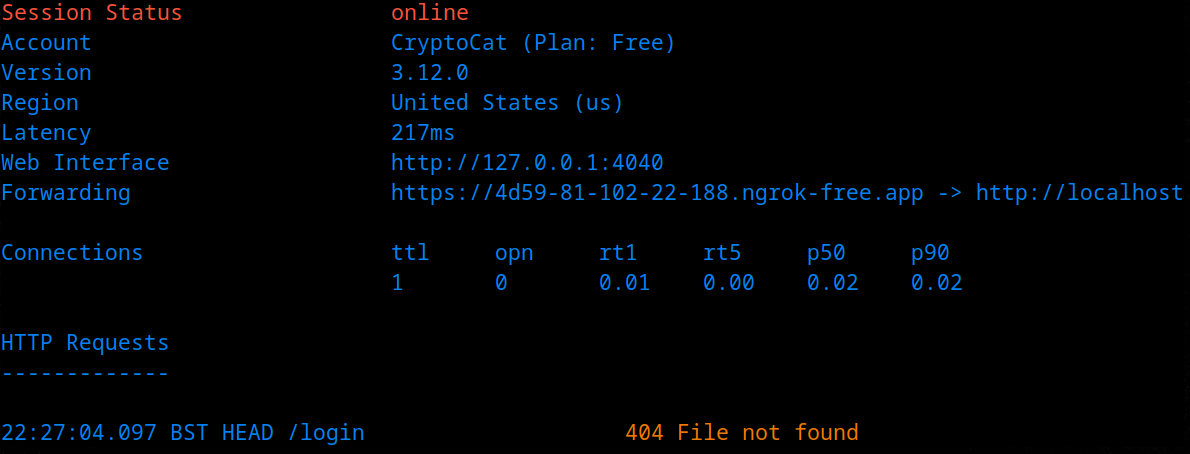 Session Status online
Account CryptoCat (Plan: Free)
Version 3.12.0
Region United States (us)
Latency 217ms
Web Interface http://127.0.0.1:4040
Forwarding https://4d59-81-102-22-188.ngrok-free.app -> http://localhost
Connections ttl opn rt1 rt5 p50 p90
1 0 0.01 0.00 0.02 0.02
HTTP Requests
-------------
22:27:04.097 BST HEAD /login 404 File not found